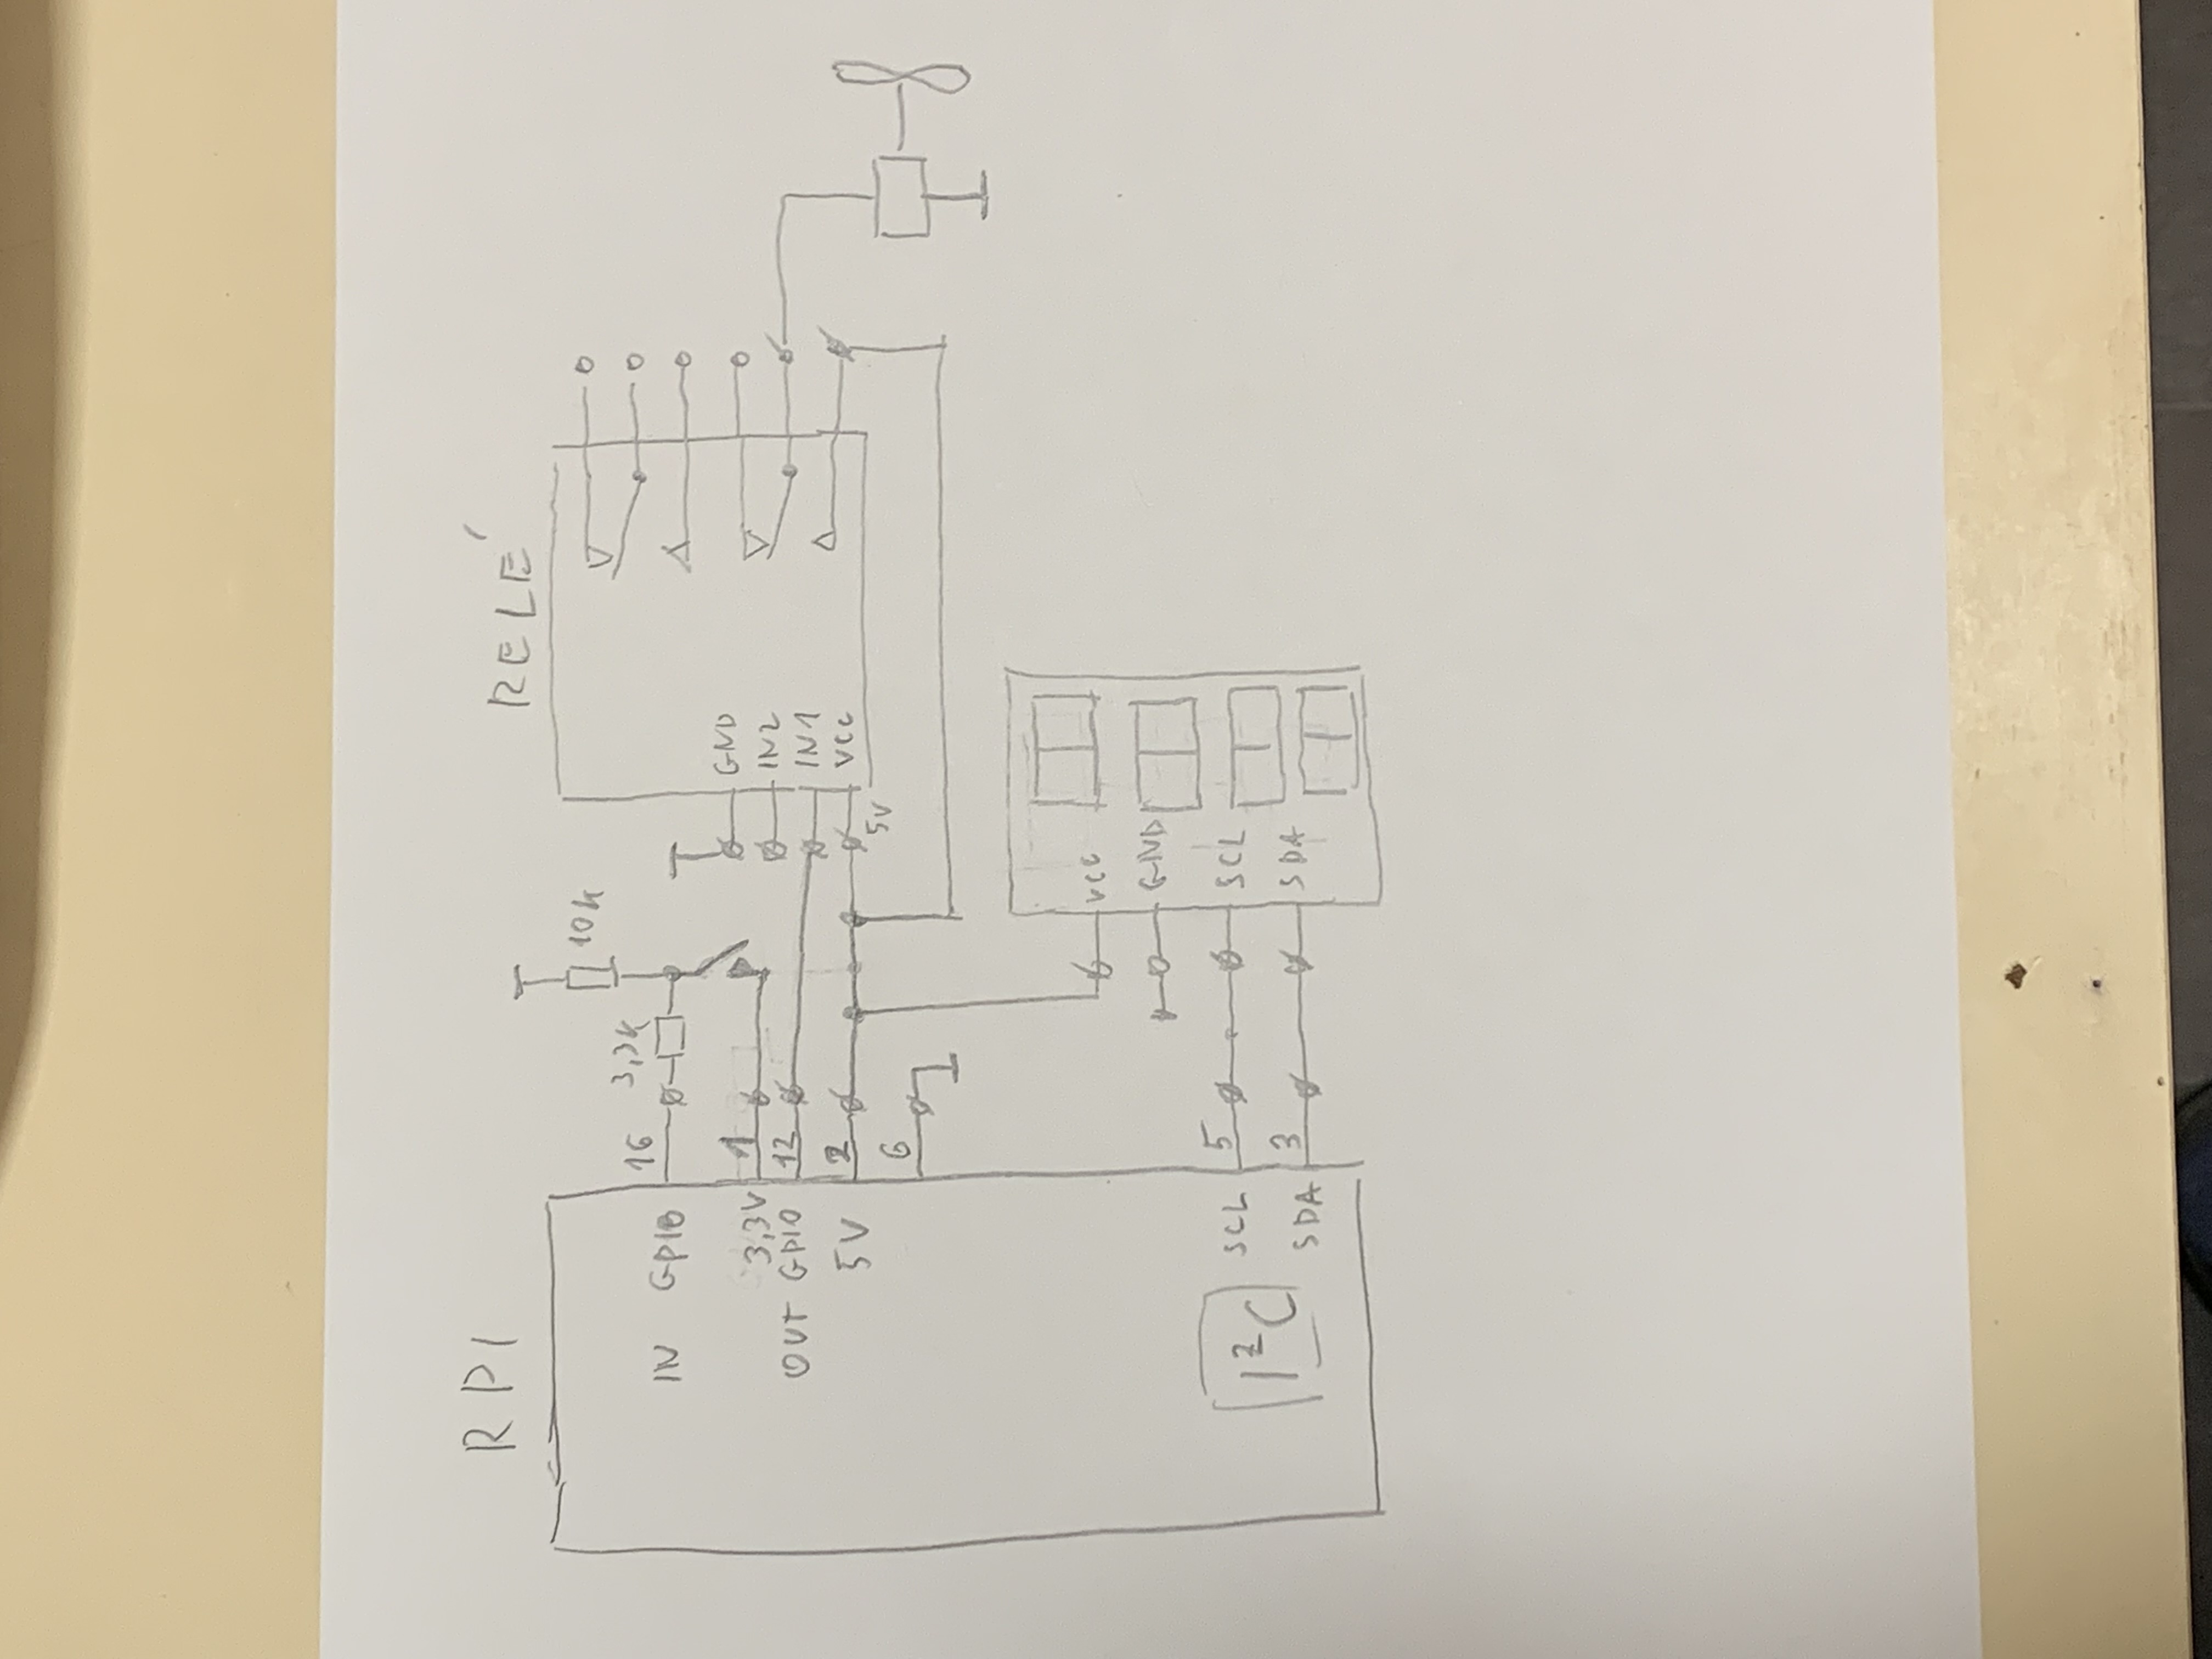 RPI
RELÉ
10k
16
3,3k
IN GPIO
GND
1
3,3V
IN2
12
OUT GPIO
IN1
2
5V
VCC
5V
6
VCC
GND
5
SCL
SCL
I²C
3
SDA
SDA